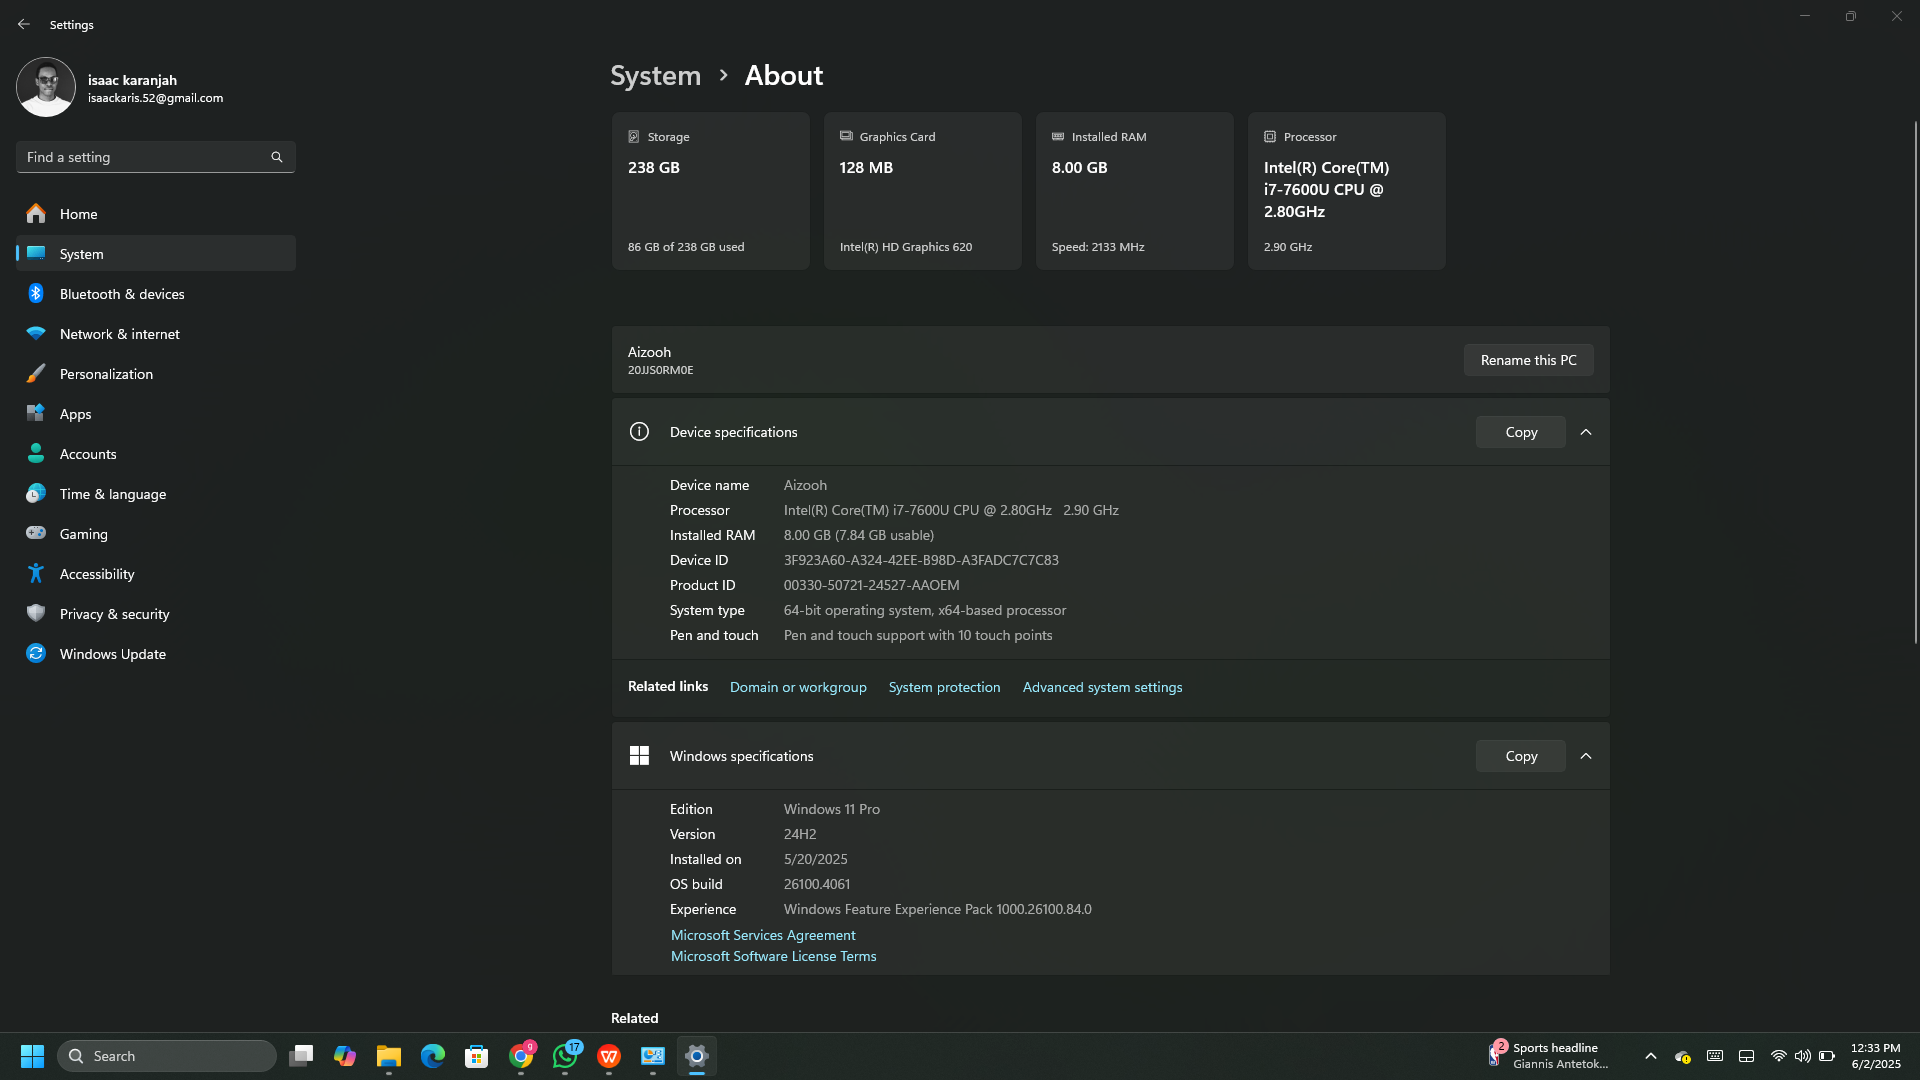 Settings
isaac karanjah
isaackaris.52@gmail.com
Find a setting
Home
System
Bluetooth & devices
Network & internet
Personalization
Apps
Accounts
Time & language
Gaming
Accessibility
Privacy & security
Windows Update
System › About
Storage
238 GB
86 GB of 238 GB used
Graphics Card
128 MB
Intel(R) HD Graphics 620
Installed RAM
8.00 GB
Speed: 2133 MHz
Processor
Intel(R) Core(TM)
i7-7600U CPU @
2.80GHz
2.90 GHz
Aizooh
20JJS0RM0E
Rename this PC
Device specifications
Copy
Device name Aizooh
Processor Intel(R) Core(TM) i7-7600U CPU @ 2.80GHz 2.90 GHz
Installed RAM 8.00 GB (7.84 GB usable)
Device ID 3F923A60-A324-42EE-B98D-A3FADC7C7C83
Product ID 00330-50721-24527-AAOEM
System type 64-bit operating system, x64-based processor
Pen and touch Pen and touch support with 10 touch points
Related links Domain or workgroup System protection Advanced system settings
Windows specifications
Copy
Edition Windows 11 Pro
Version 24H2
Installed on 5/20/2025
OS build 26100.4061
Experience Windows Feature Experience Pack 1000.26100.84.0
Microsoft Services Agreement
Microsoft Software License Terms
Related
Search
9
17
2
Sports headline
Giannis Antetok...
12:33 PM
6/2/2025